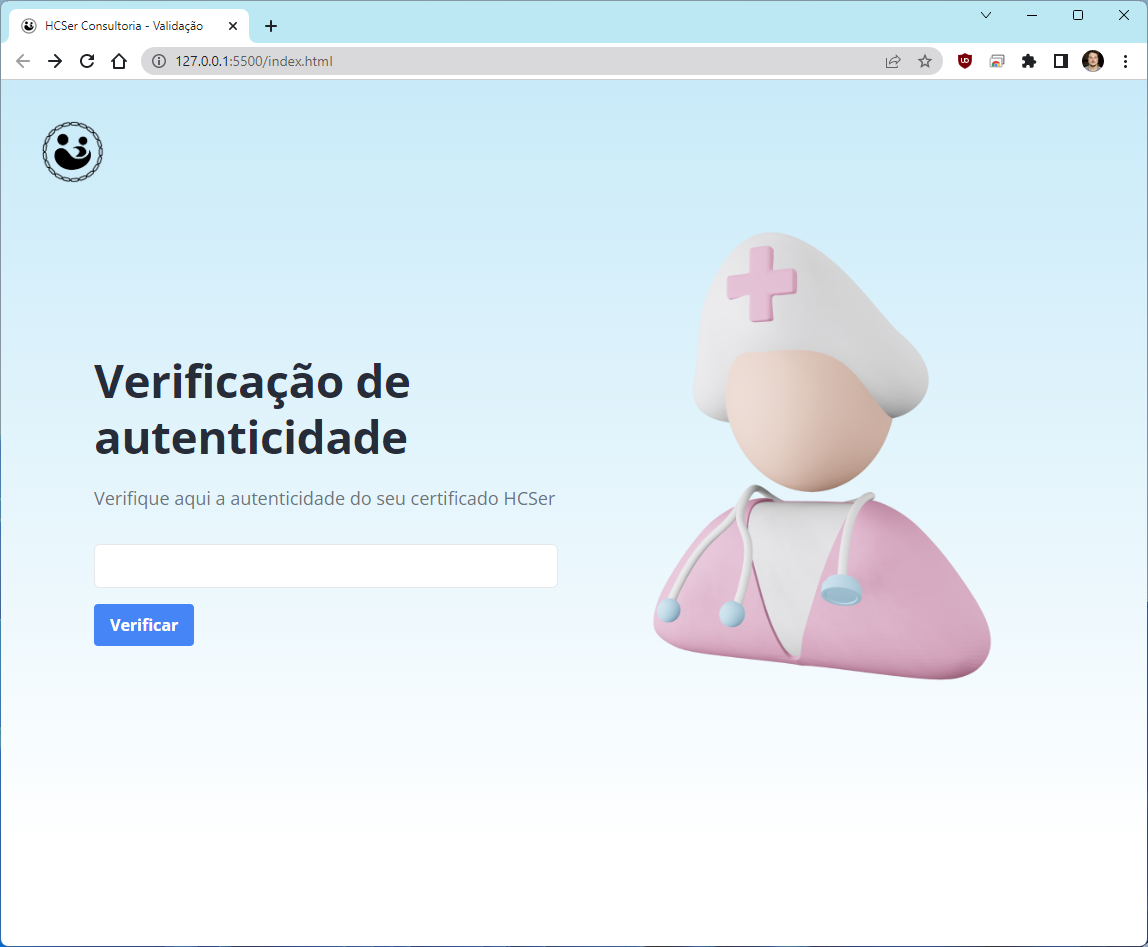 HCSer Consultoria - Validação
127.0.0.1:5500/index.html
Verificação de
autenticidade
Verifique aqui a autenticidade do seu certificado HCSer
Verificar